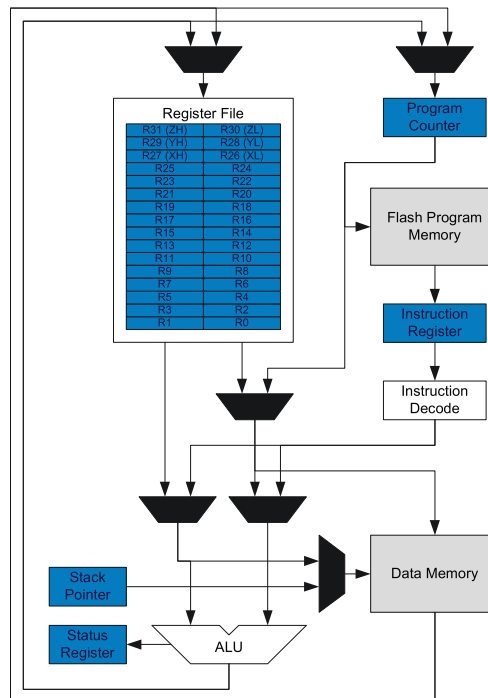 Register File
R31 (ZH) R30 (ZL)
R29 (YH) R28 (YL)
R27 (XH) R26 (XL)
R25 R24
R23 R22
R21 R20
R19 R18
R17 R16
R15 R14
R13 R12
R11 R10
R9 R8
R7 R6
R5 R4
R3 R2
R1 R0
Program
Counter
Flash Program
Memory
Instruction
Register
Instruction
Decode
Stack
Pointer
Data Memory
Status
Register
ALU